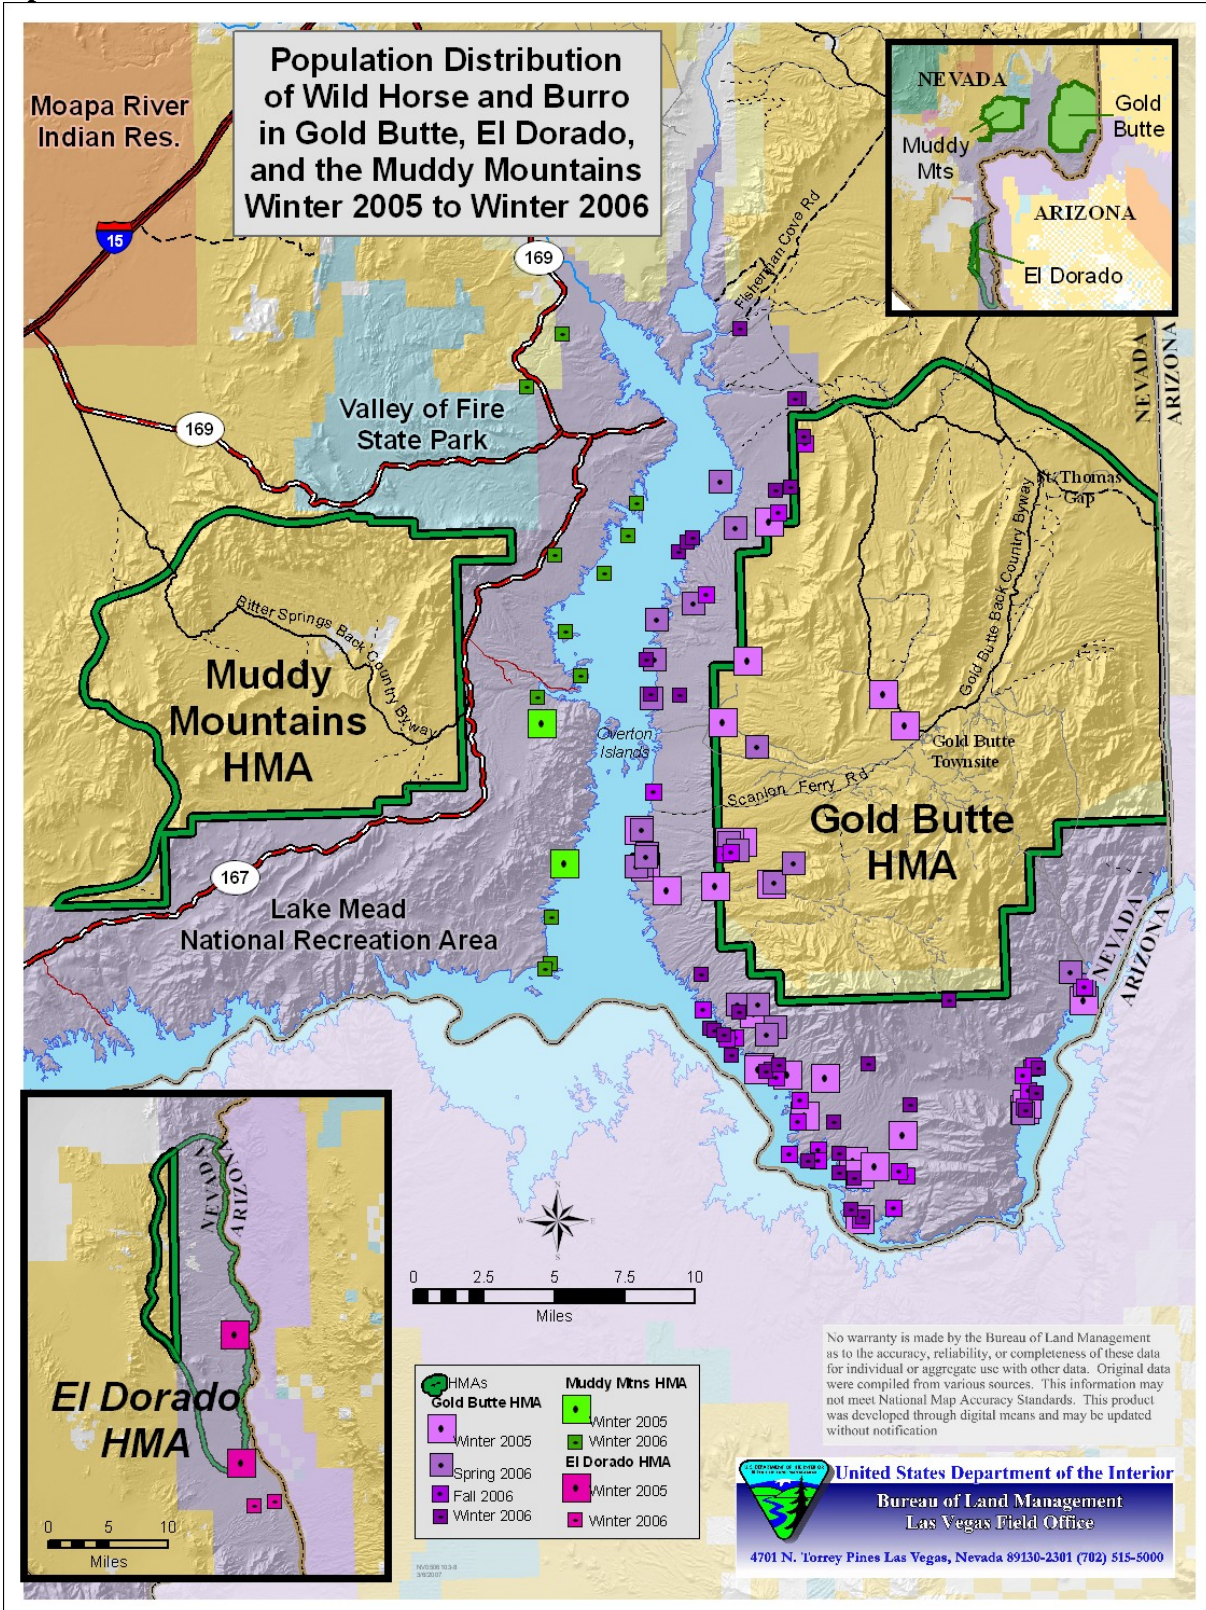 Population Distribution
of Wild Horse and Burro
in Gold Butte, El Dorado,
and the Muddy Mountains
Winter 2005 to Winter 2006
Moapa River
Indian Res.
15
169
NEVADA
Gold
Butte
Muddy
Mts
ARIZONA
El Dorado
Fisherman Cove Rd
NEVADA
ARIZONA
169
Valley of Fire
State Park
St. Thomas
Gap
Gold Butte Back Country Byway
Bitter Springs Back Country Byway
Muddy
Mountains
HMA
Overton
Islands
Gold Butte
Townsite
Scanlon Ferry Rd
Gold Butte
HMA
167
Lake Mead
National Recreation Area
NEVADA
ARIZONA
NEVADA
ARIZONA
El Dorado
HMA
0 5 10
Miles
N
W E
S
0 2.5 5 7.5 10
Miles
HMAs
Gold Butte HMA
Winter 2005
Spring 2006
Fall 2006
Winter 2006
Muddy Mtns HMA
Winter 2005
Winter 2006
El Dorado HMA
Winter 2005
Winter 2006
No warranty is made by the Bureau of Land Management
as to the accuracy, reliability, or completeness of these data
for individual or aggregate use with other data. Original data
were compiled from various sources. This information may
not meet National Map Accuracy Standards. This product
was developed through digital means and may be updated
without notification
United States Department of the Interior
Bureau of Land Management
Las Vegas Field Office
4701 N. Torrey Pines Las Vegas, Nevada 89130-2301 (702) 515-5000
3/6/2007